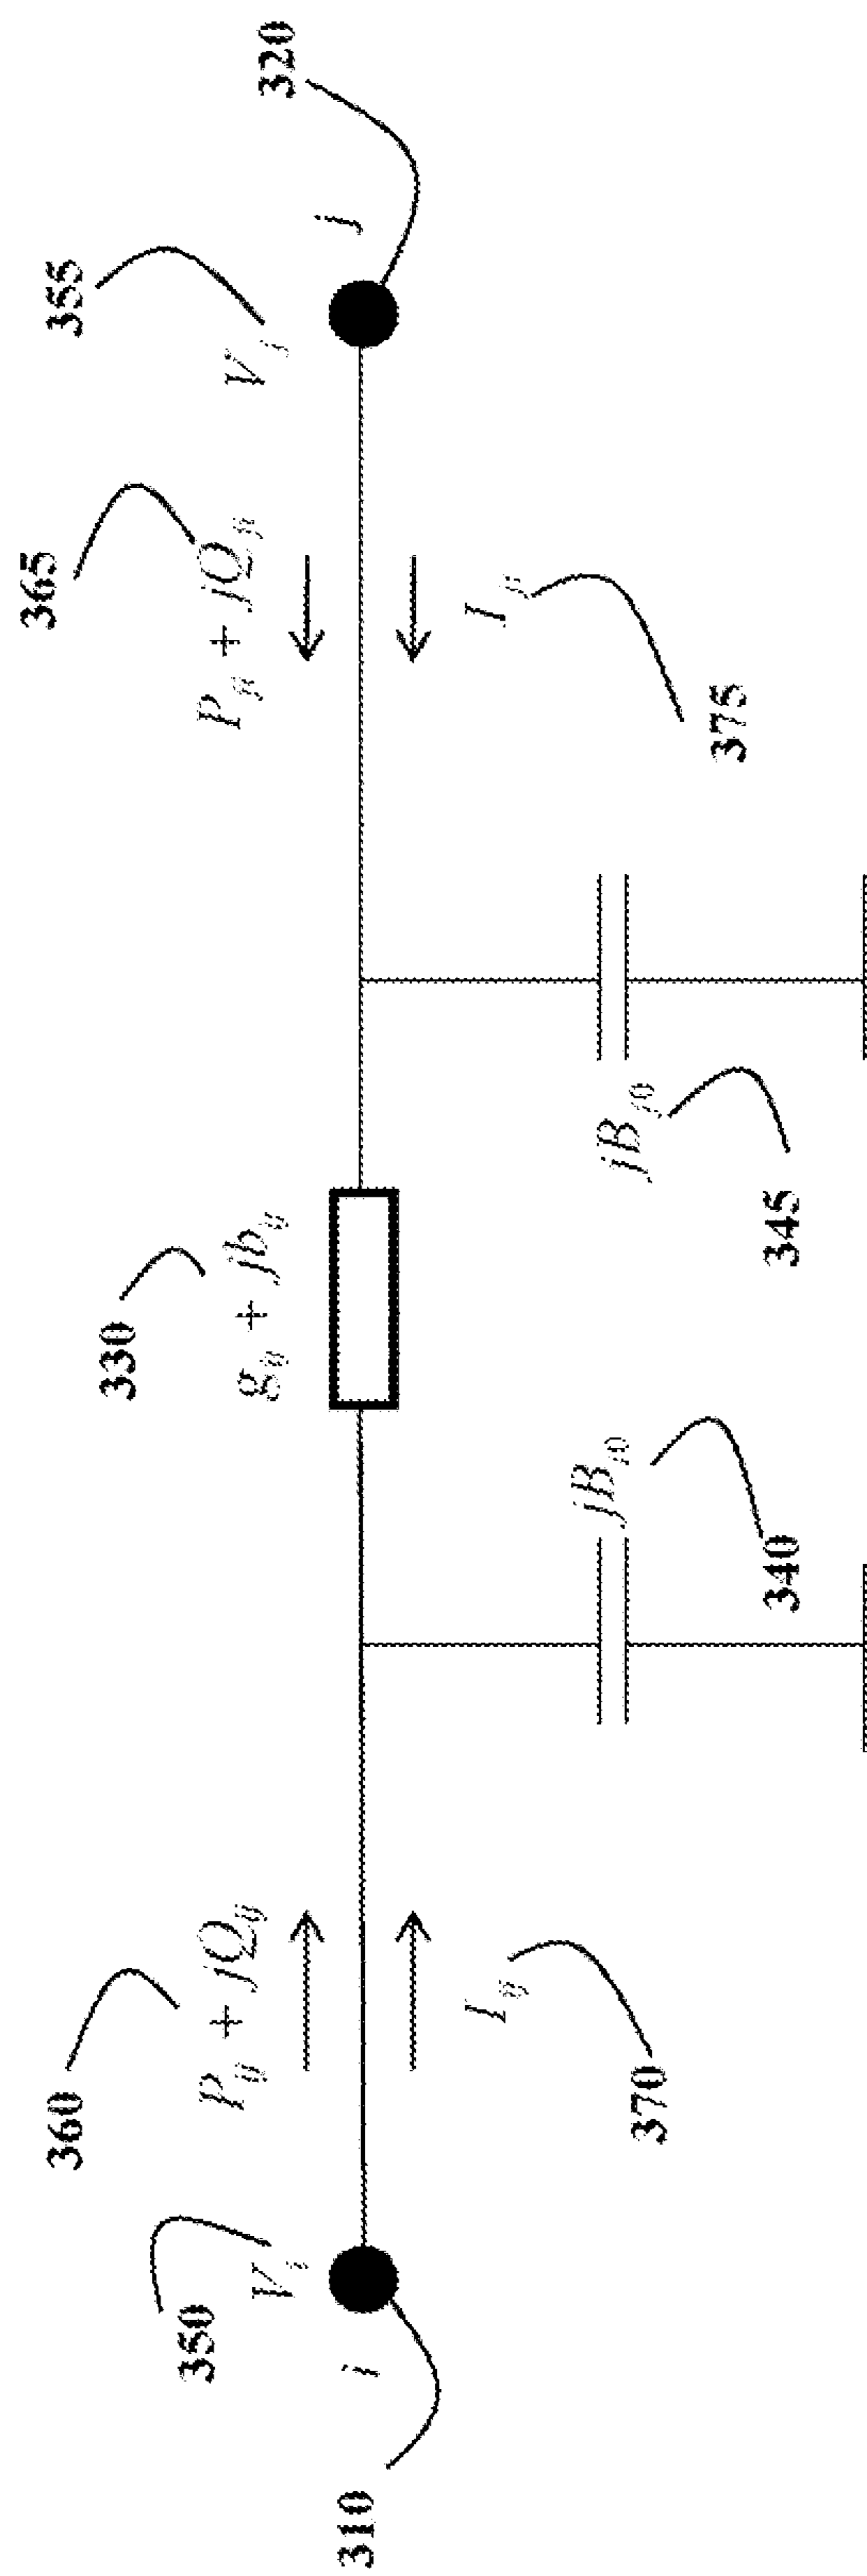 360
365
355
P_ij + jQ_ij
P_ji + jQ_ji
350
V_i
330
g_ij + jb_ij
V_j
320
310
i
j
I_ij
370
jB_i0
340
jB_j0
345
I_ji
375